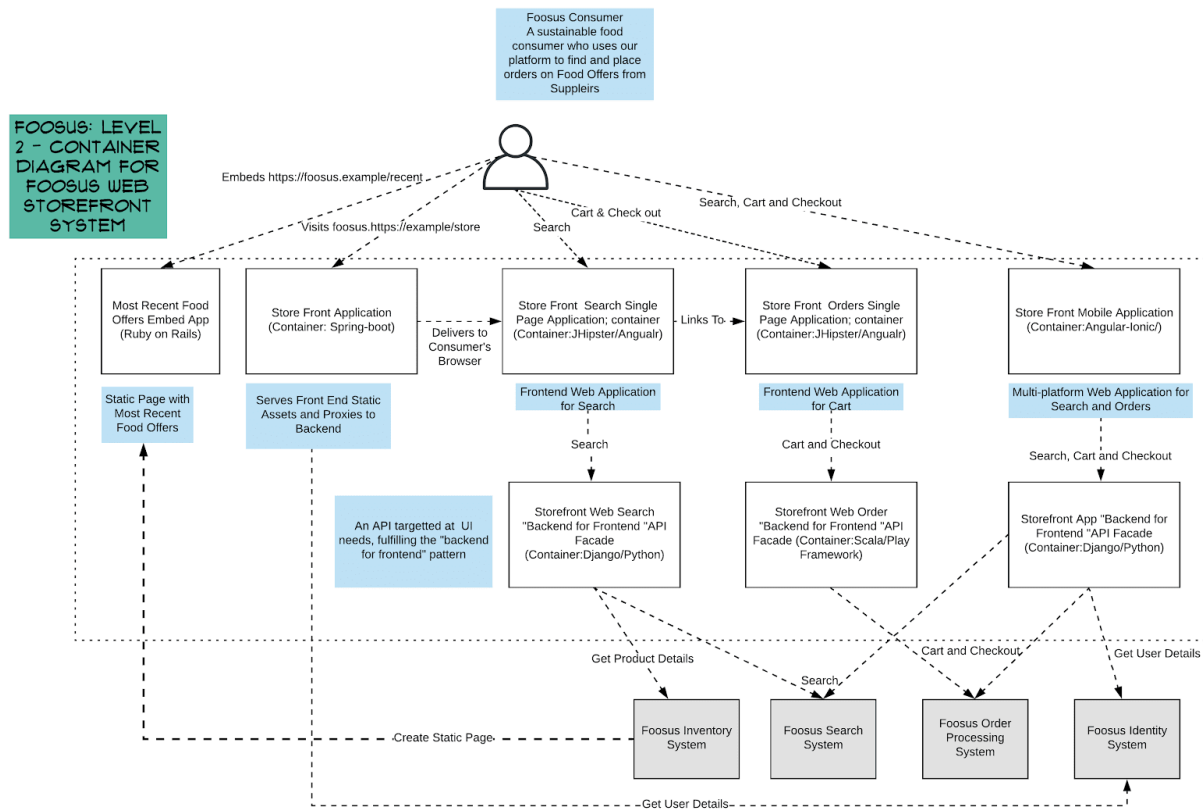 Foosus Consumer
A sustainable food
consumer who uses our
platform to find and place
orders on Food Offers from
Suppleirs
FOOSUS: LEVEL
2 - CONTAINER
DIAGRAM FOR
FOOSUS WEB
STOREFRONT
SYSTEM
Embeds https://foosus.example/recent
Visits foosus.https://example/store
Search
Cart & Check out
Search, Cart and Checkout
Most Recent Food
Offers Embed App
(Ruby on Rails)
Store Front Application
(Container: Spring-boot)
Delivers to
Consumer's
Browser
Store Front  Search Single
Page Application; container
(Container:JHipster/Angualr)
Links To
Store Front  Orders Single
Page Application; container
(Container:JHipster/Angualr)
Store Front Mobile Application
(Container:Angular-Ionic/)
Static Page with
Most Recent
Food Offers
Serves Front End Static
Assets and Proxies to
Backend
Frontend Web Application
for Search
Frontend Web Application
for Cart
Multi-platform Web Application for
Search and Orders
Search
Cart and Checkout
Search, Cart and Checkout
An API targetted at  UI
needs, fulfilling the "backend
for frontend" pattern
Storefront Web Search
"Backend for Frontend "API
Facade
(Container:Django/Python)
Storefront Web Order
"Backend for Frontend "API
Facade (Container:Scala/Play
Framework)
Storefront App "Backend for
Frontend "API Facade
(Container:Django/Python)
Get Product Details
Search
Cart and Checkout
Get User Details
Create Static Page
Foosus Inventory
System
Foosus Search
System
Foosus Order
Processing
System
Foosus Identity
System
Get User Details